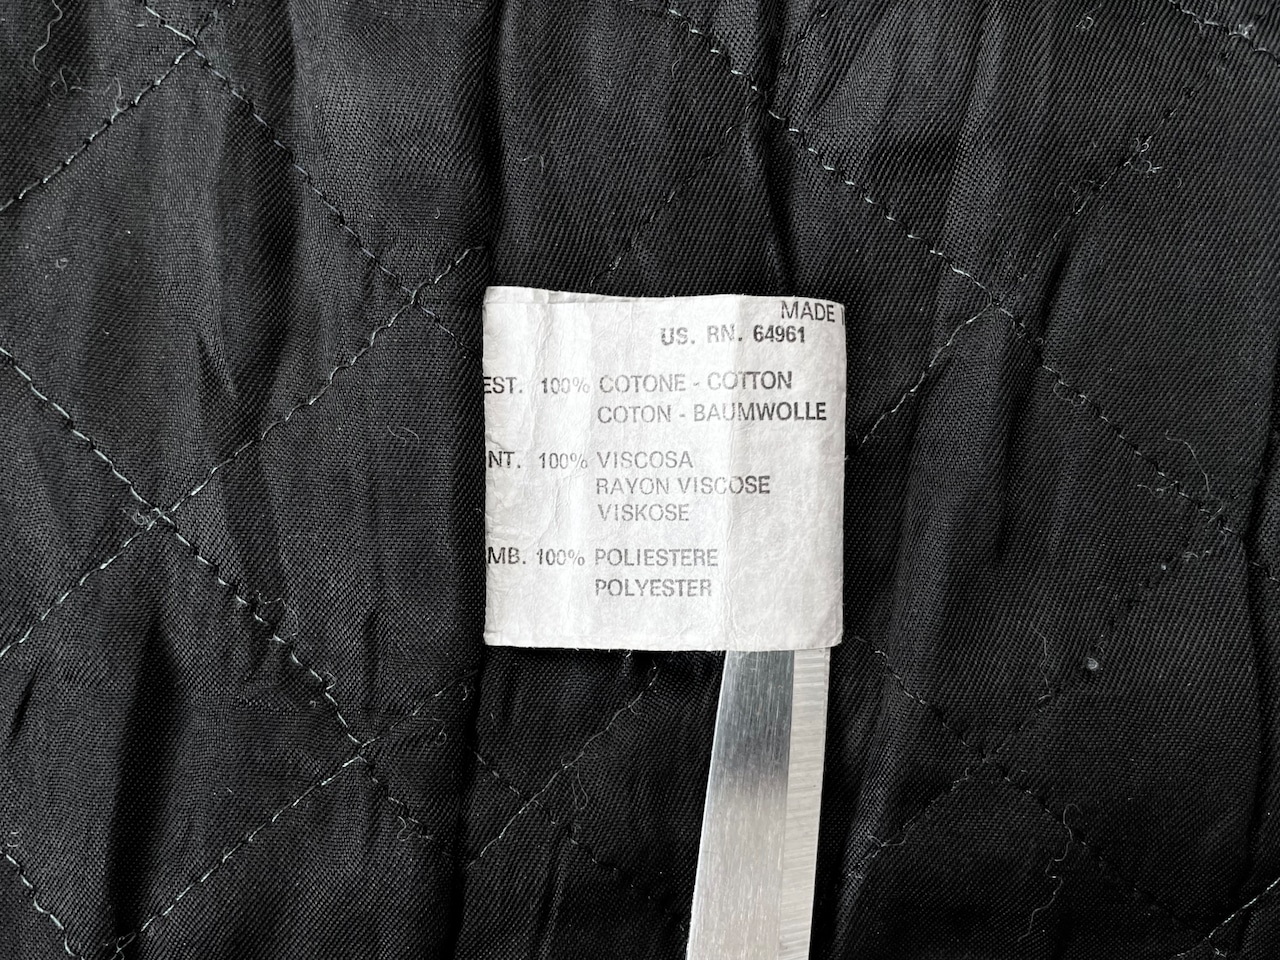 MADE I
US. RN. 64961
EST. 100% COTONE - COTTON
COTON - BAUMWOLLE
NT. 100% VISCOSA
RAYON VISCOSE
VISKOSE
MB. 100% POLIESTERE
POLYESTER